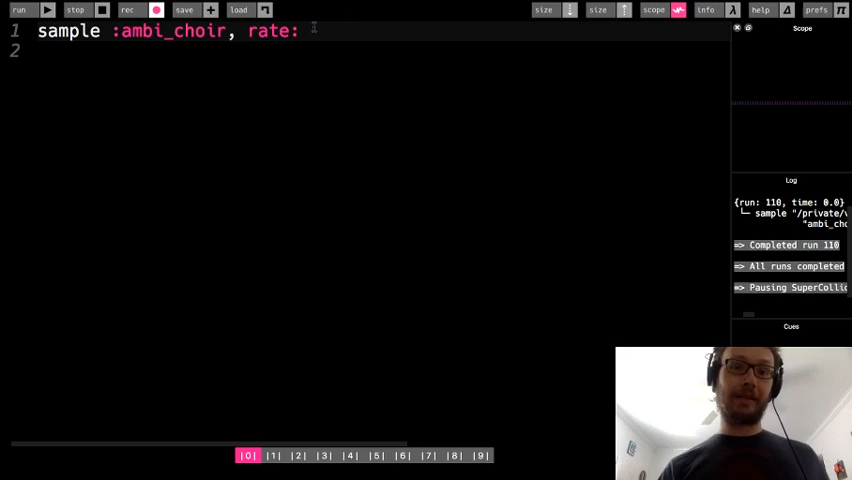 run stop rec save load size size scope info help prefs
1 sample :ambi_choir, rate:
2
Scope
Log
{run: 110, time: 0.0}
└─ sample "/private/v
"ambi_cho
=> Completed run 110
=> All runs completed
=> Pausing SuperCollid
Cues
|0| |1| |2| |3| |4| |5| |6| |7| |8| |9|